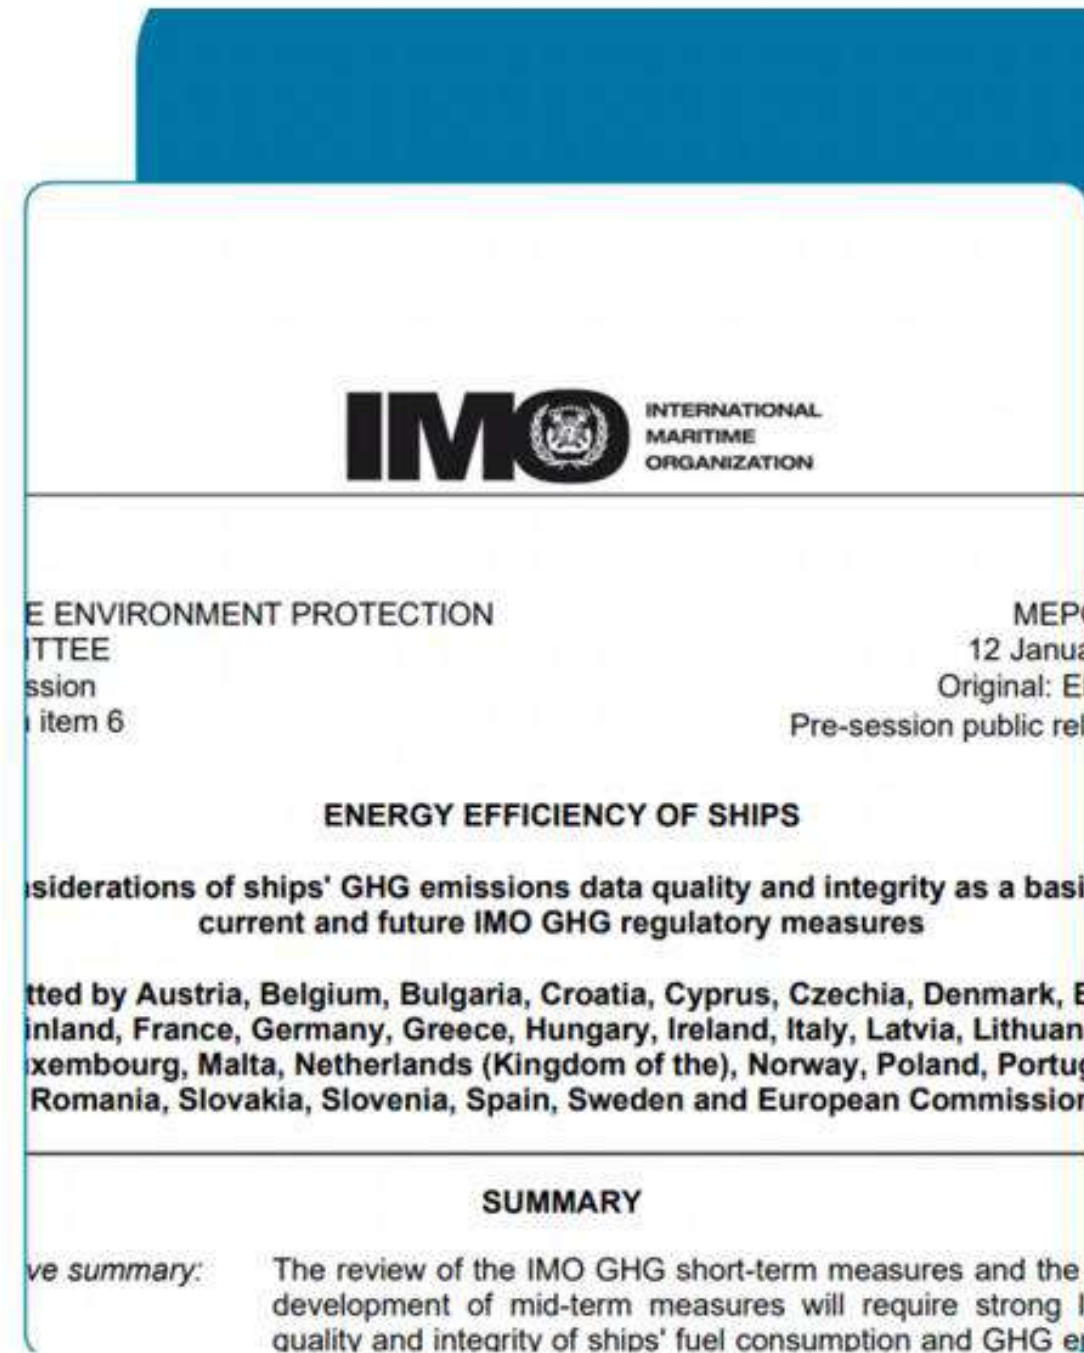 IMO INTERNATIONAL
MARITIME
ORGANIZATION
E ENVIRONMENT PROTECTION
ITTEE
ssion
item 6
MEPC
12 Janua
Original: E
Pre-session public rel
ENERGY EFFICIENCY OF SHIPS
siderations of ships' GHG emissions data quality and integrity as a basi
current and future IMO GHG regulatory measures
tted by Austria, Belgium, Bulgaria, Croatia, Cyprus, Czechia, Denmark, E
inland, France, Germany, Greece, Hungary, Ireland, Italy, Latvia, Lithuan
xembourg, Malta, Netherlands (Kingdom of the), Norway, Poland, Portug
Romania, Slovakia, Slovenia, Spain, Sweden and European Commission
SUMMARY
ve summary:
The review of the IMO GHG short-term measures and the
development of mid-term measures will require strong
quality and integrity of ships' fuel consumption and GHG e